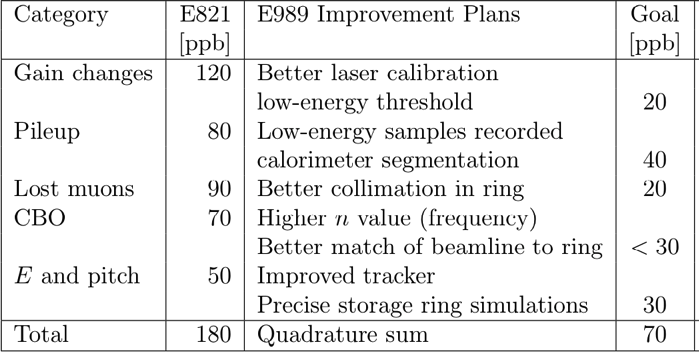 Category E821 E989 Improvement Plans Goal
[ppb] [ppb]
Gain changes 120 Better laser calibration
low-energy threshold 20
Pileup 80 Low-energy samples recorded
calorimeter segmentation 40
Lost muons 90 Better collimation in ring 20
CBO 70 Higher n value (frequency)
Better match of beamline to ring < 30
E and pitch 50 Improved tracker
Precise storage ring simulations 30
Total 180 Quadrature sum 70